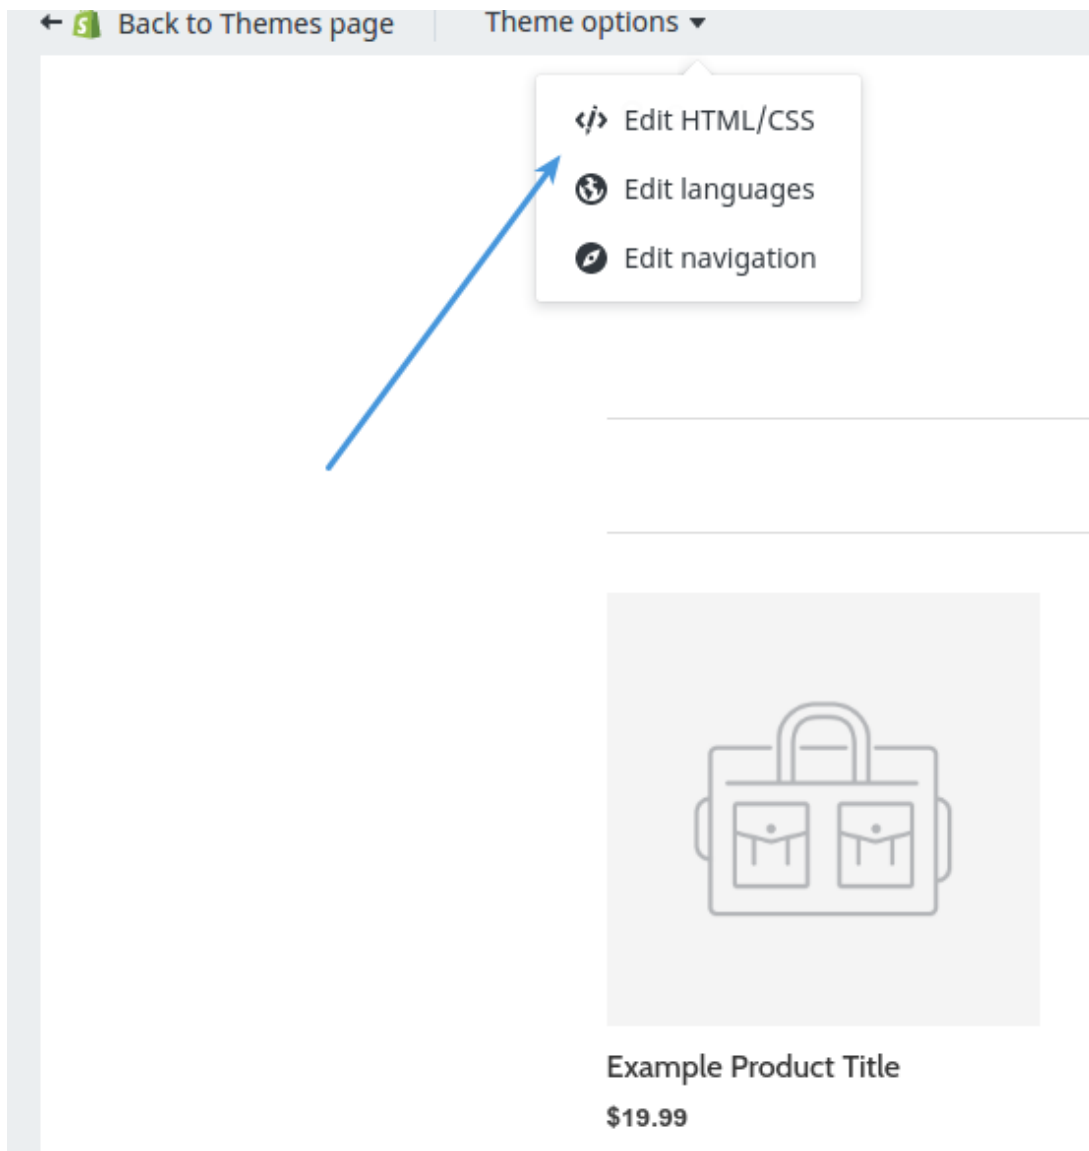 Back to Themes page
Theme options
Edit HTML/CSS
Edit languages
Edit navigation
Example Product Title
$19.99